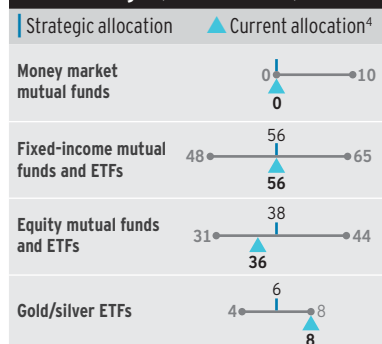 Strategic allocation Current allocation4
Money market
mutual funds
0 10
0
56
Fixed-income mutual
funds and ETFs
48 65
56
38
Equity mutual funds
and ETFs
31 44
36
6
Gold/silver ETFs
4 8
8